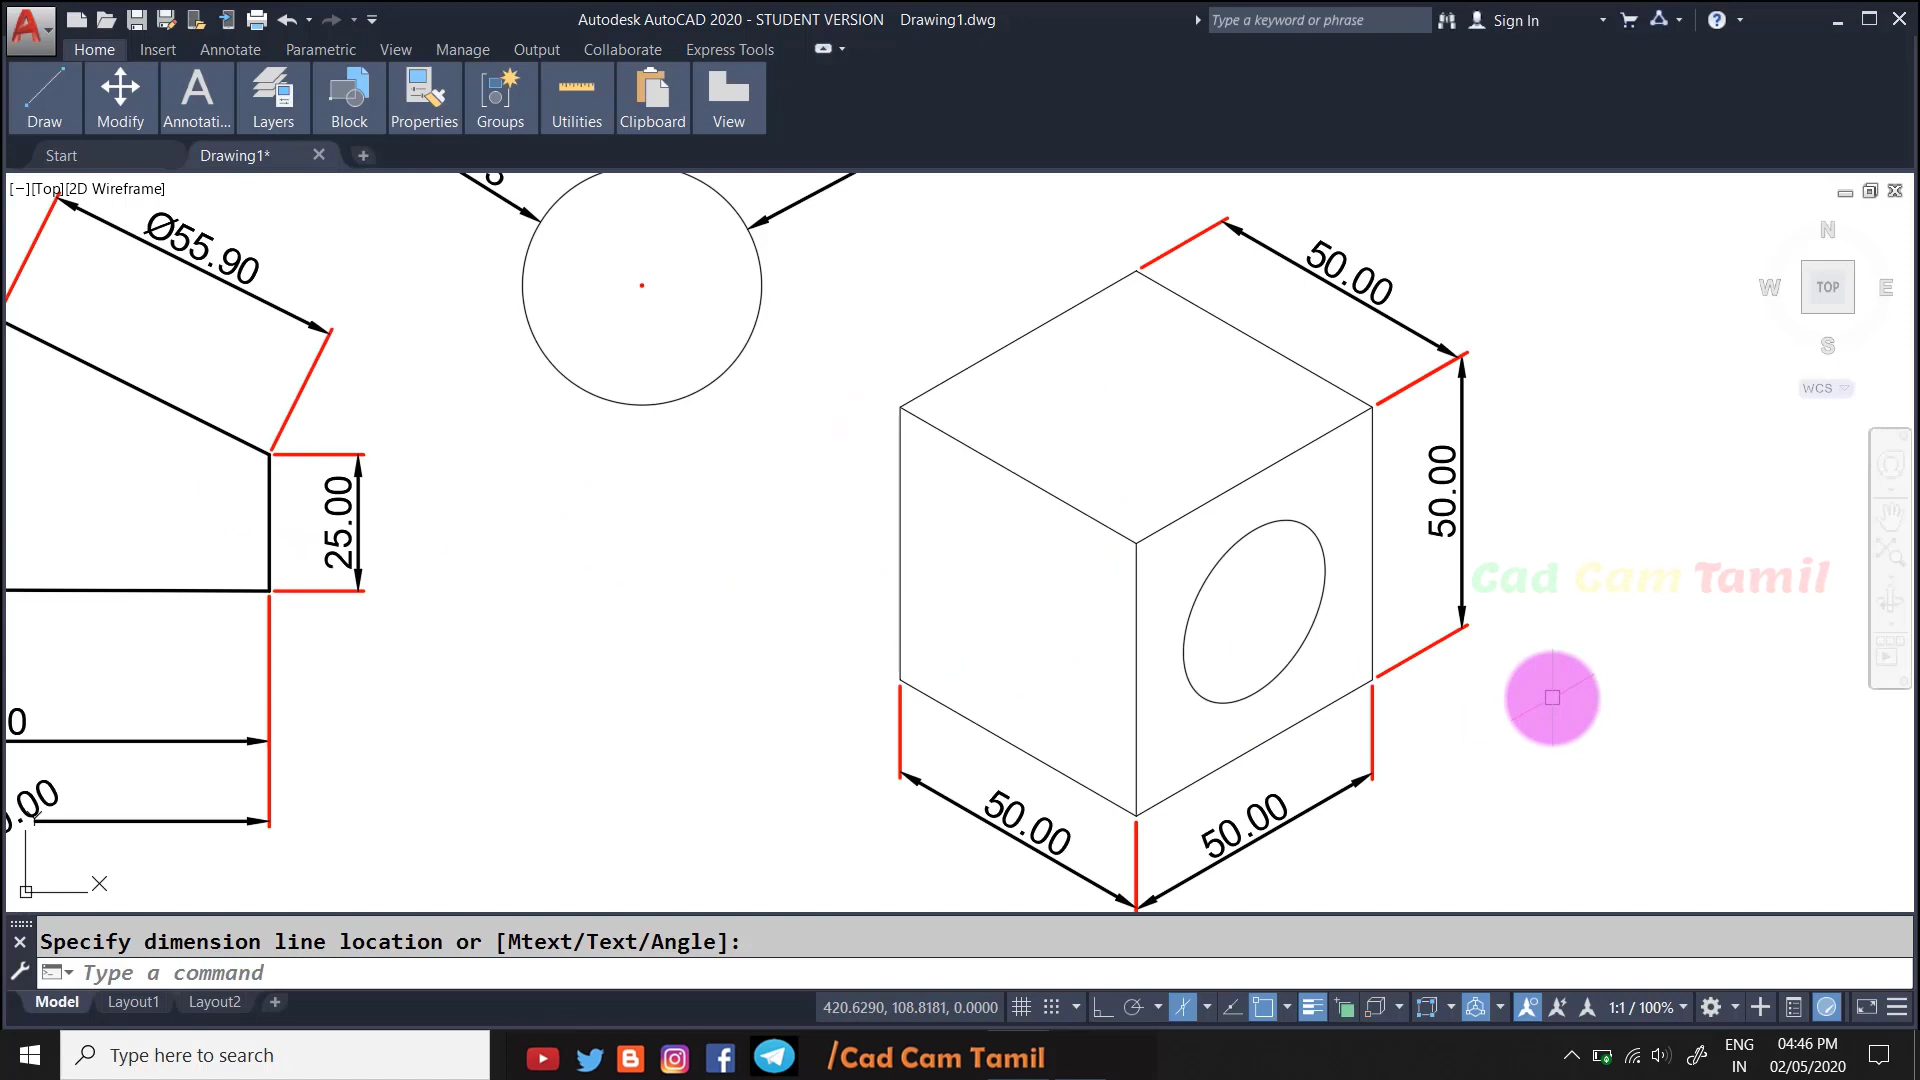 Autodesk AutoCAD 2020 - STUDENT VERSION Drawing1.dwg
Type a keyword or phrase
Sign In
Home Insert Annotate Parametric View Manage Output Collaborate Express Tools
Draw Modify Annotati... Layers Block Properties Groups Utilities Clipboard View
Start Drawing1*
[−][Top][2D Wireframe]
Ø55.90
50.00
N
W TOP E
S
WCS
25.00
50.00
Cad Cam Tamil
50.00
50.00
X
Specify dimension line location or [Mtext/Text/Angle]:
Type a command
Model Layout1 Layout2
420.6290, 108.8181, 0.0000
1:1 / 100%
Type here to search
/Cad Cam Tamil
ENG
IN
04:46 PM
02/05/2020